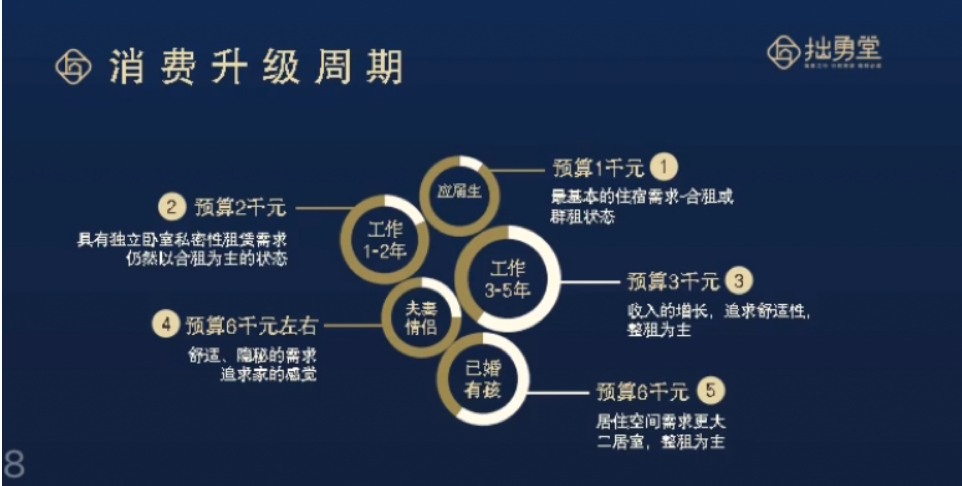 消费升级周期
拙勇堂
应届生
预算1千元 1
最基本的住宿需求-合租或
群租状态
2 预算2千元
具有独立卧室私密性租赁需求
仍然以合租为主的状态
工作
1-2年
工作
3-5年
预算3千元 3
收入的增长，追求舒适性，
整租为主
4 预算6千元左右
舒适、隐秘的需求
追求家的感觉
夫妻
情侣
已婚
有孩
预算6千元 5
居住空间需求更大
二居室，整租为主
8